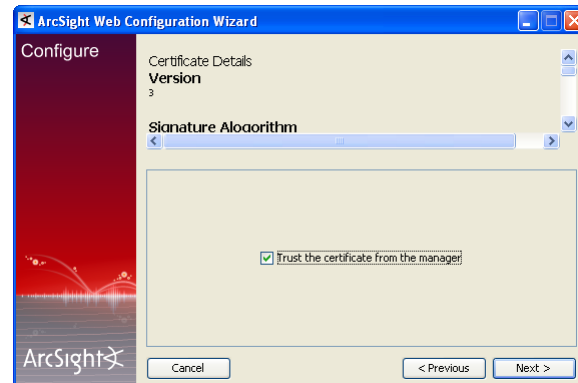 ArcSight Web Configuration Wizard
Configure
Certificate Details
Version
3
Signature Alogorithm
Trust the certificate from the manager
ArcSight
Cancel
< Previous
Next >